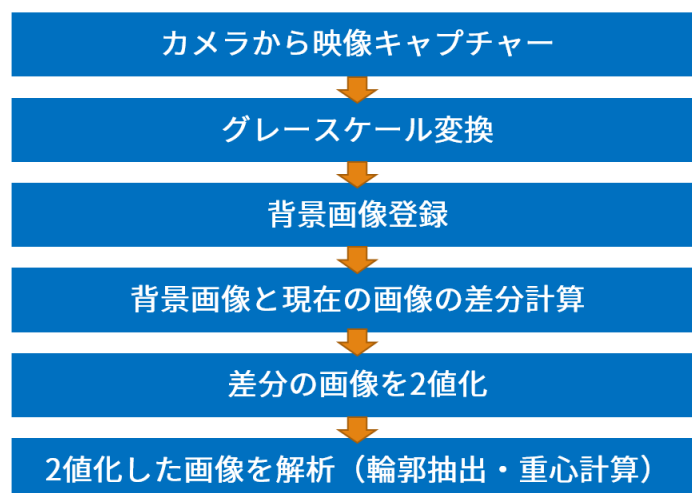 カメラから映像キャプチャー
グレースケール変換
背景画像登録
背景画像と現在の画像の差分計算
差分の画像を2値化
2値化した画像を解析（輪郭抽出・重心計算）